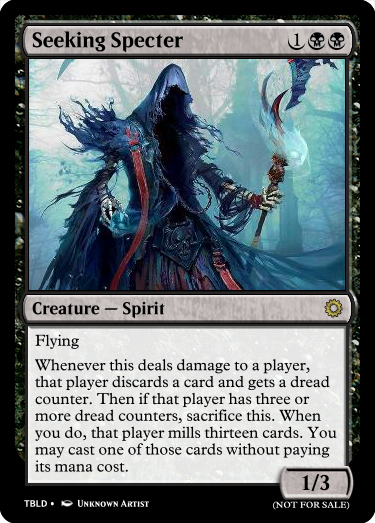 Seeking Specter 1
Creature — Spirit
Flying
Whenever this deals damage to a player,
that player discards a card and gets a dread
counter. Then if that player has three or
more dread counters, sacrifice this. When
you do, that player mills thirteen cards. You
may cast one of those cards without paying
its mana cost.
1/3
TBLD • Unknown Artist
(NOT FOR SALE)